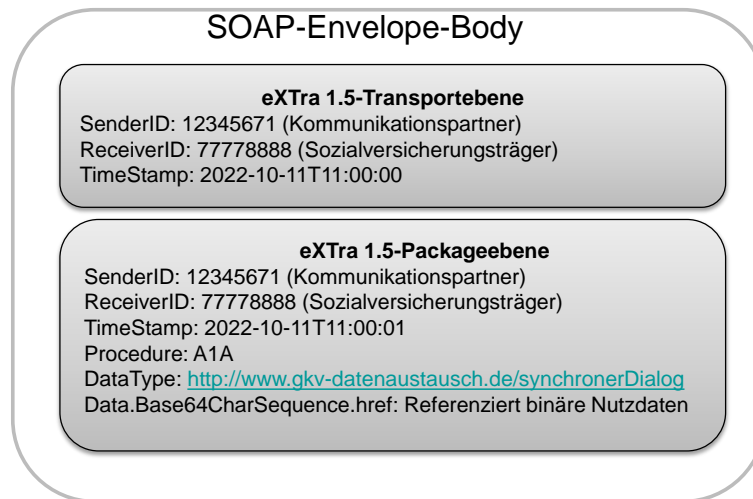 SOAP-Envelope-Body
eXTra 1.5-Transportebene
SenderID: 12345671 (Kommunikationspartner)
ReceiverID: 77778888 (Sozialversicherungsträger)
TimeStamp: 2022-10-11T11:00:00
eXTra 1.5-Packageebene
SenderID: 12345671 (Kommunikationspartner)
ReceiverID: 77778888 (Sozialversicherungsträger)
TimeStamp: 2022-10-11T11:00:01
Procedure: A1A
DataType: http://www.gkv-datenaustausch.de/synchronerDialog
Data.Base64CharSequence.href: Referenziert binäre Nutzdaten